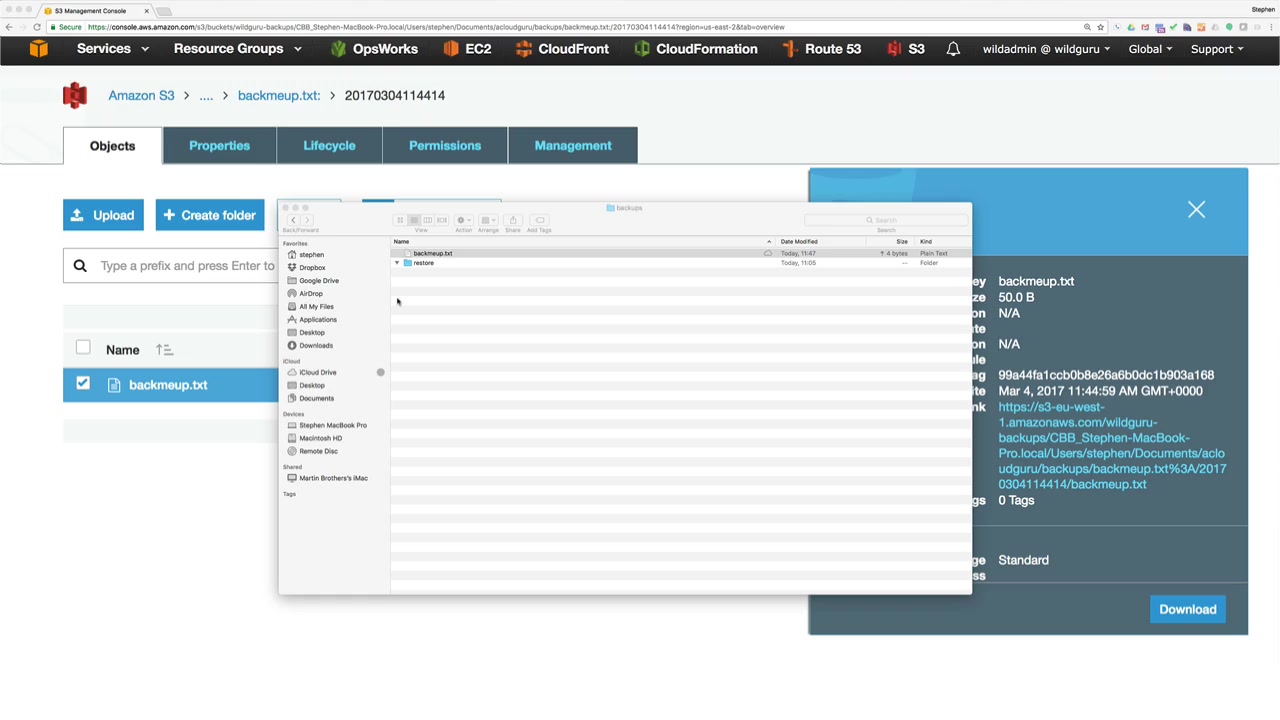 S3 Management Console
Stephen
Secure https://console.aws.amazon.com/s3/buckets/wildguru-backups/CBB_Stephen-MacBook-Pro.local/Users/stephen/Documents/acloudguru/backups/backmeup.txt:/20170304114414?region=us-east-2&tab=overview
Services Resource Groups OpsWorks EC2 CloudFront CloudFormation Route 53 S3 wildadmin @ wildguru Global Support
Amazon S3 > .... > backmeup.txt: > 20170304114414
Objects Properties Lifecycle Permissions Management
Upload + Create folder
Type a prefix and press Enter to
Name
backmeup.txt
backups
Back/Forward View Action Arrange Share Add Tags Search
Search
Favorites
stephen
Dropbox
Google Drive
AirDrop
All My Files
Applications
Desktop
Downloads
iCloud
iCloud Drive
Desktop
Documents
Devices
Stephen MacBook Pro
Macintosh HD
Remote Disc
Shared
Martin Brothers's iMac
Tags
Name Date Modified Size Kind
backmeup.txt Today, 11:47 ↑ 4 bytes Plain Text
restore Today, 11:05 -- Folder
ey backmeup.txt
ze 50.0 B
on N/A
te
on N/A
le
ag 99a44fa1ccb0b8e26a6b0dc1b903a168
ite Mar 4, 2017 11:44:59 AM GMT+0000
nk https://s3-eu-west-
1.amazonaws.com/wildguru-
backups/CBB_Stephen-MacBook-
Pro.local/Users/stephen/Documents/aclo
udguru/backups/backmeup.txt%3A/2017
0304114414/backmeup.txt
gs 0 Tags
ge Standard
ss
Download